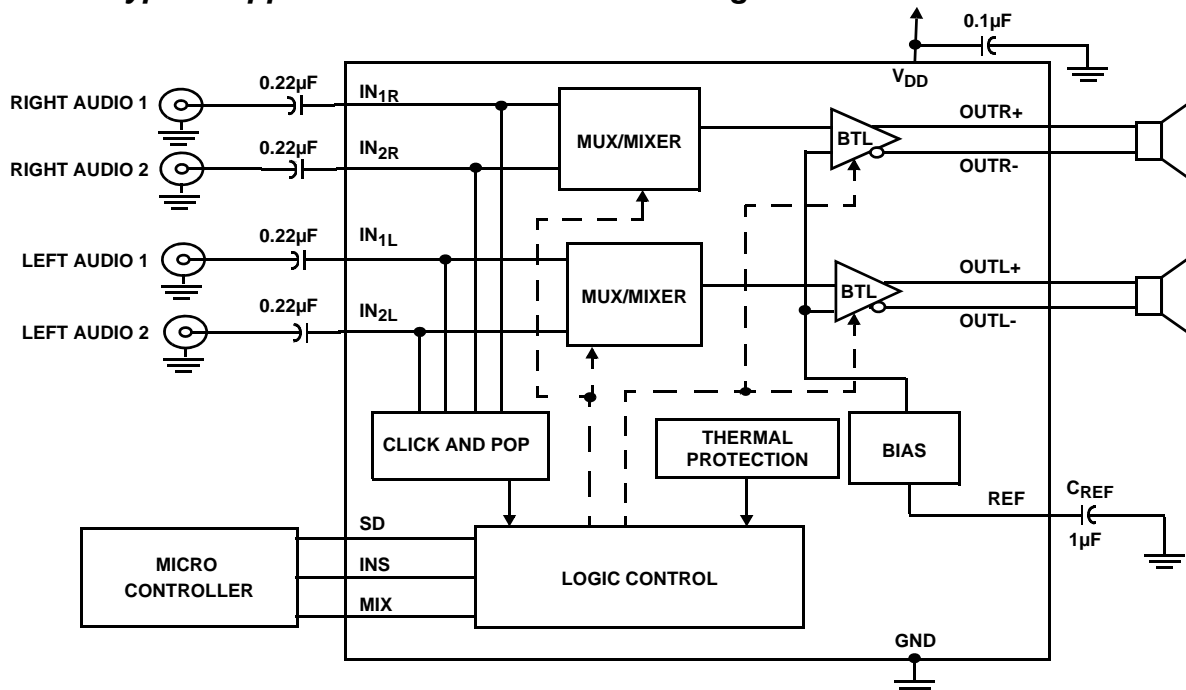 0.1µF
VDD
RIGHT AUDIO 1
0.22µF
IN1R
MUX/MIXER
BTL
OUTR+
OUTR-
RIGHT AUDIO 2
0.22µF
IN2R
LEFT AUDIO 1
0.22µF
IN1L
MUX/MIXER
BTL
OUTL+
OUTL-
LEFT AUDIO 2
0.22µF
IN2L
CLICK AND POP
THERMAL
PROTECTION
BIAS
REF
CREF
1µF
MICRO
CONTROLLER
SD
INS
MIX
LOGIC CONTROL
GND